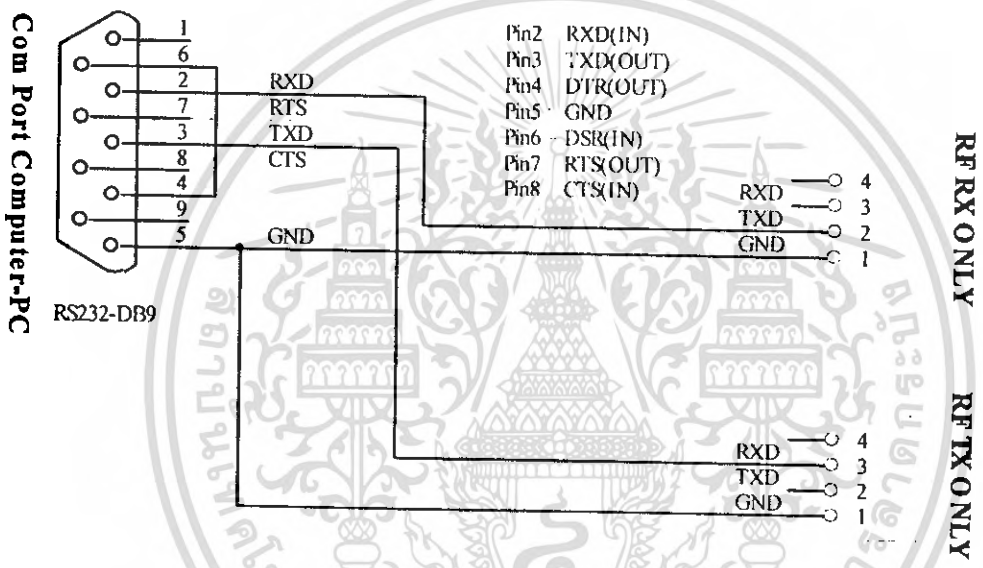 Com Port Computer-PC
1
6
2
7
3
8
4
9
5
RXD
RTS
TXD
CTS
GND
RS232-DB9
Pin2 RXD(IN)
Pin3 TXD(OUT)
Pin4 DTR(OUT)
Pin5 GND
Pin6 DSR(IN)
Pin7 RTS(OUT)
Pin8 CTS(IN)
4
RXD 3
TXD 2
GND 1
RF RX ONLY
4
RXD 3
TXD 2
GND 1
RF TX ONLY